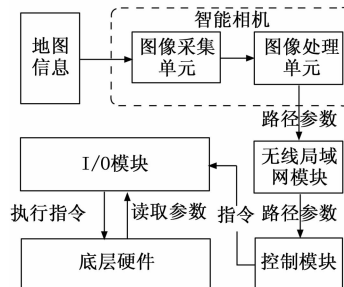 智能相机
地图
信息
图像采集
单元
图像处理
单元
路径参数
无线局域
网模块
I/O模块
执行指令
读取参数
指令
路径参数
底层硬件
控制模块